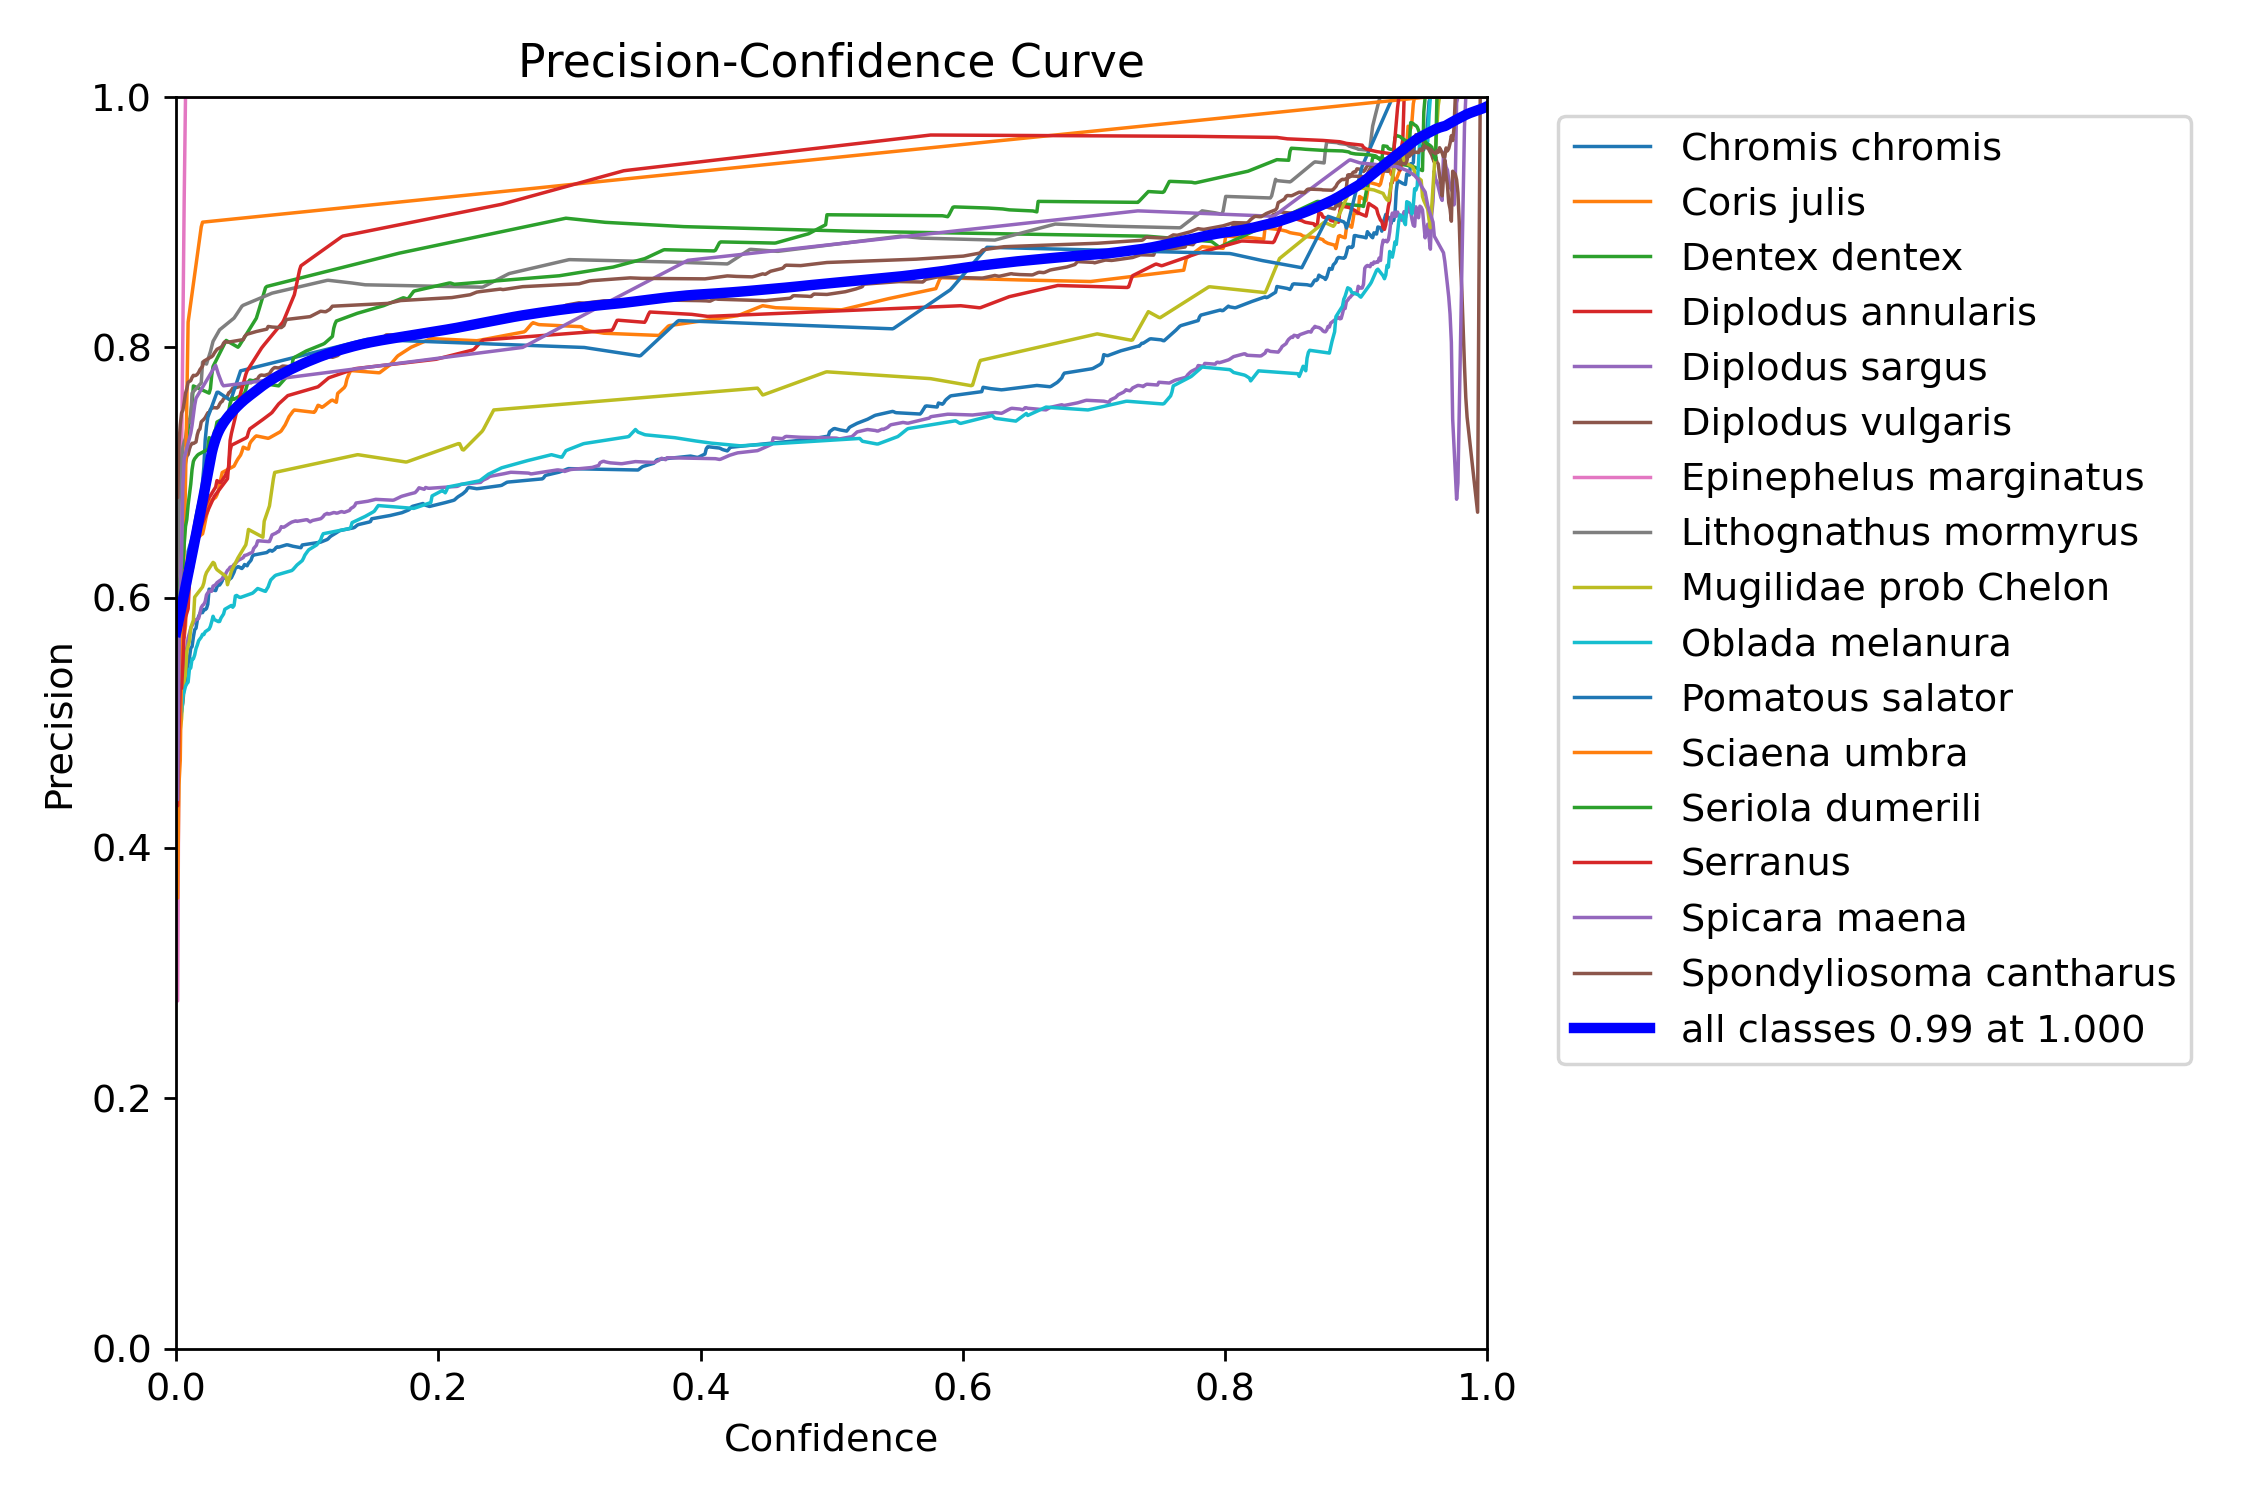 Precision-Confidence Curve
1.0
0.8
0.6
0.4
0.2
0.0
Precision
0.0 0.2 0.4 0.6 0.8 1.0
Confidence
Chromis chromis
Coris julis
Dentex dentex
Diplodus annularis
Diplodus sargus
Diplodus vulgaris
Epinephelus marginatus
Lithognathus mormyrus
Mugilidae prob Chelon
Oblada melanura
Pomatous salator
Sciaena umbra
Seriola dumerili
Serranus
Spicara maena
Spondyliosoma cantharus
all classes 0.99 at 1.000